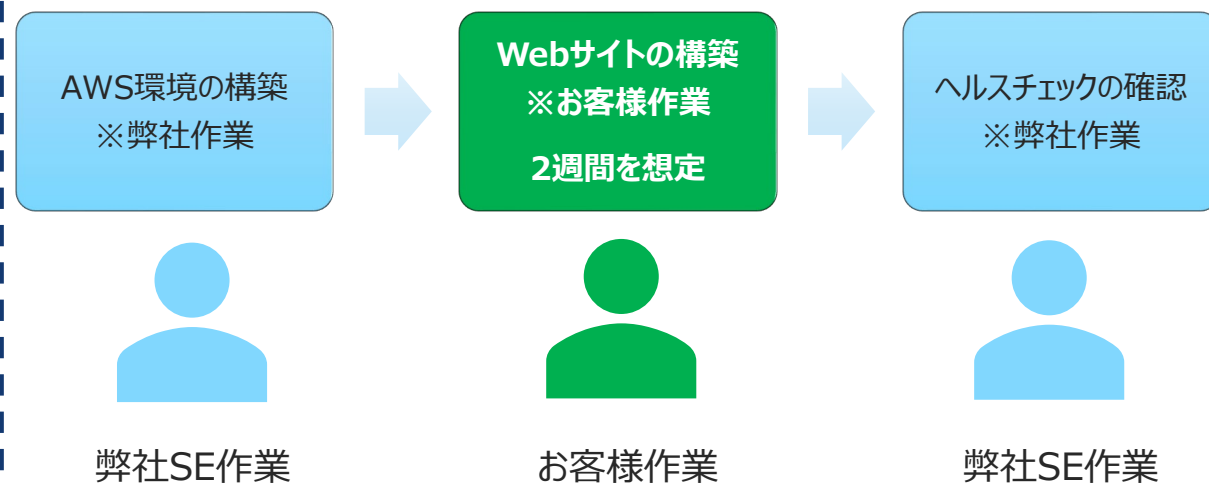 AWS環境の構築
※弊社作業
Webサイトの構築
※お客様作業
2週間を想定
ヘルスチェックの確認
※弊社作業
弊社SE作業
お客様作業
弊社SE作業